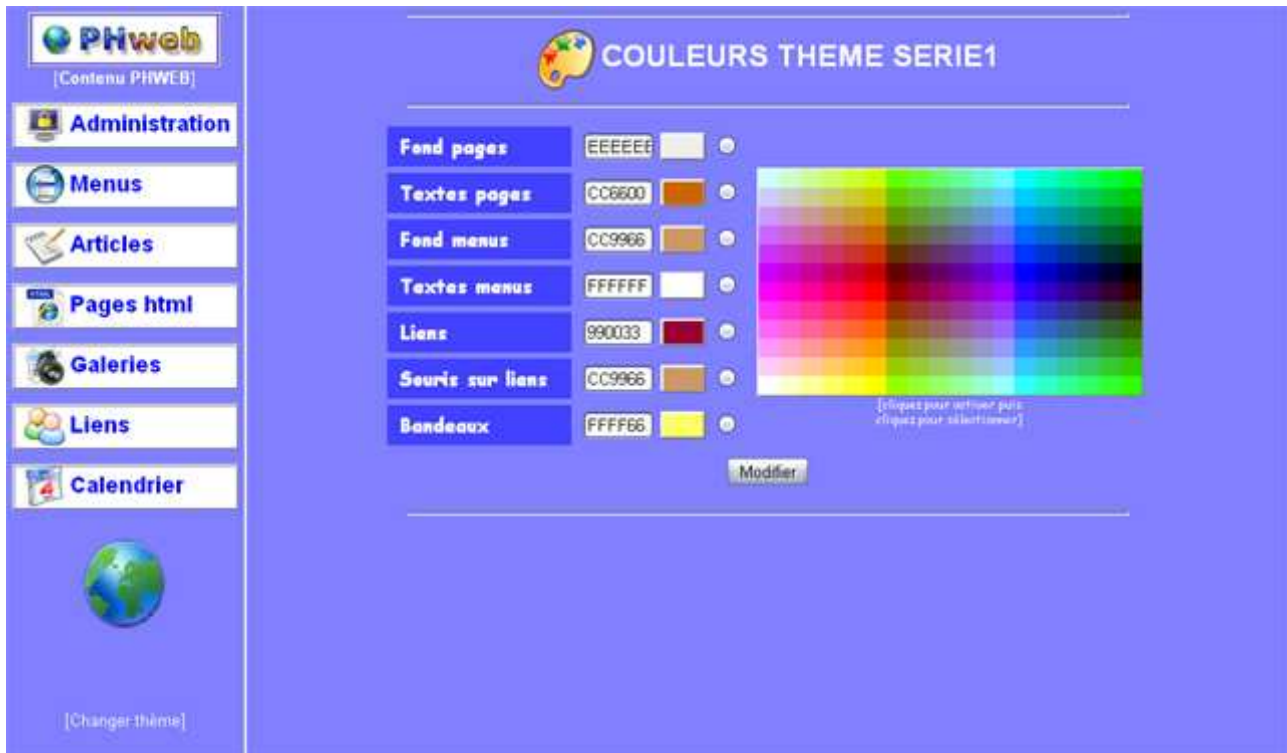 PHweb
[Contenu PHWEB]
Administration
Menus
Articles
Pages html
Galeries
Liens
Calendrier
[Changer thème]
COULEURS THEME SERIE1
Fond pages EEEEEE
Textes pages CC6600
Fond menus CC9966
Textes menus FFFFFF
Liens 990033
Souris sur liens CC9966
Bandeaux FFFF66
[cliquez pour activer puis
cliquez pour sélectionner]
Modifier